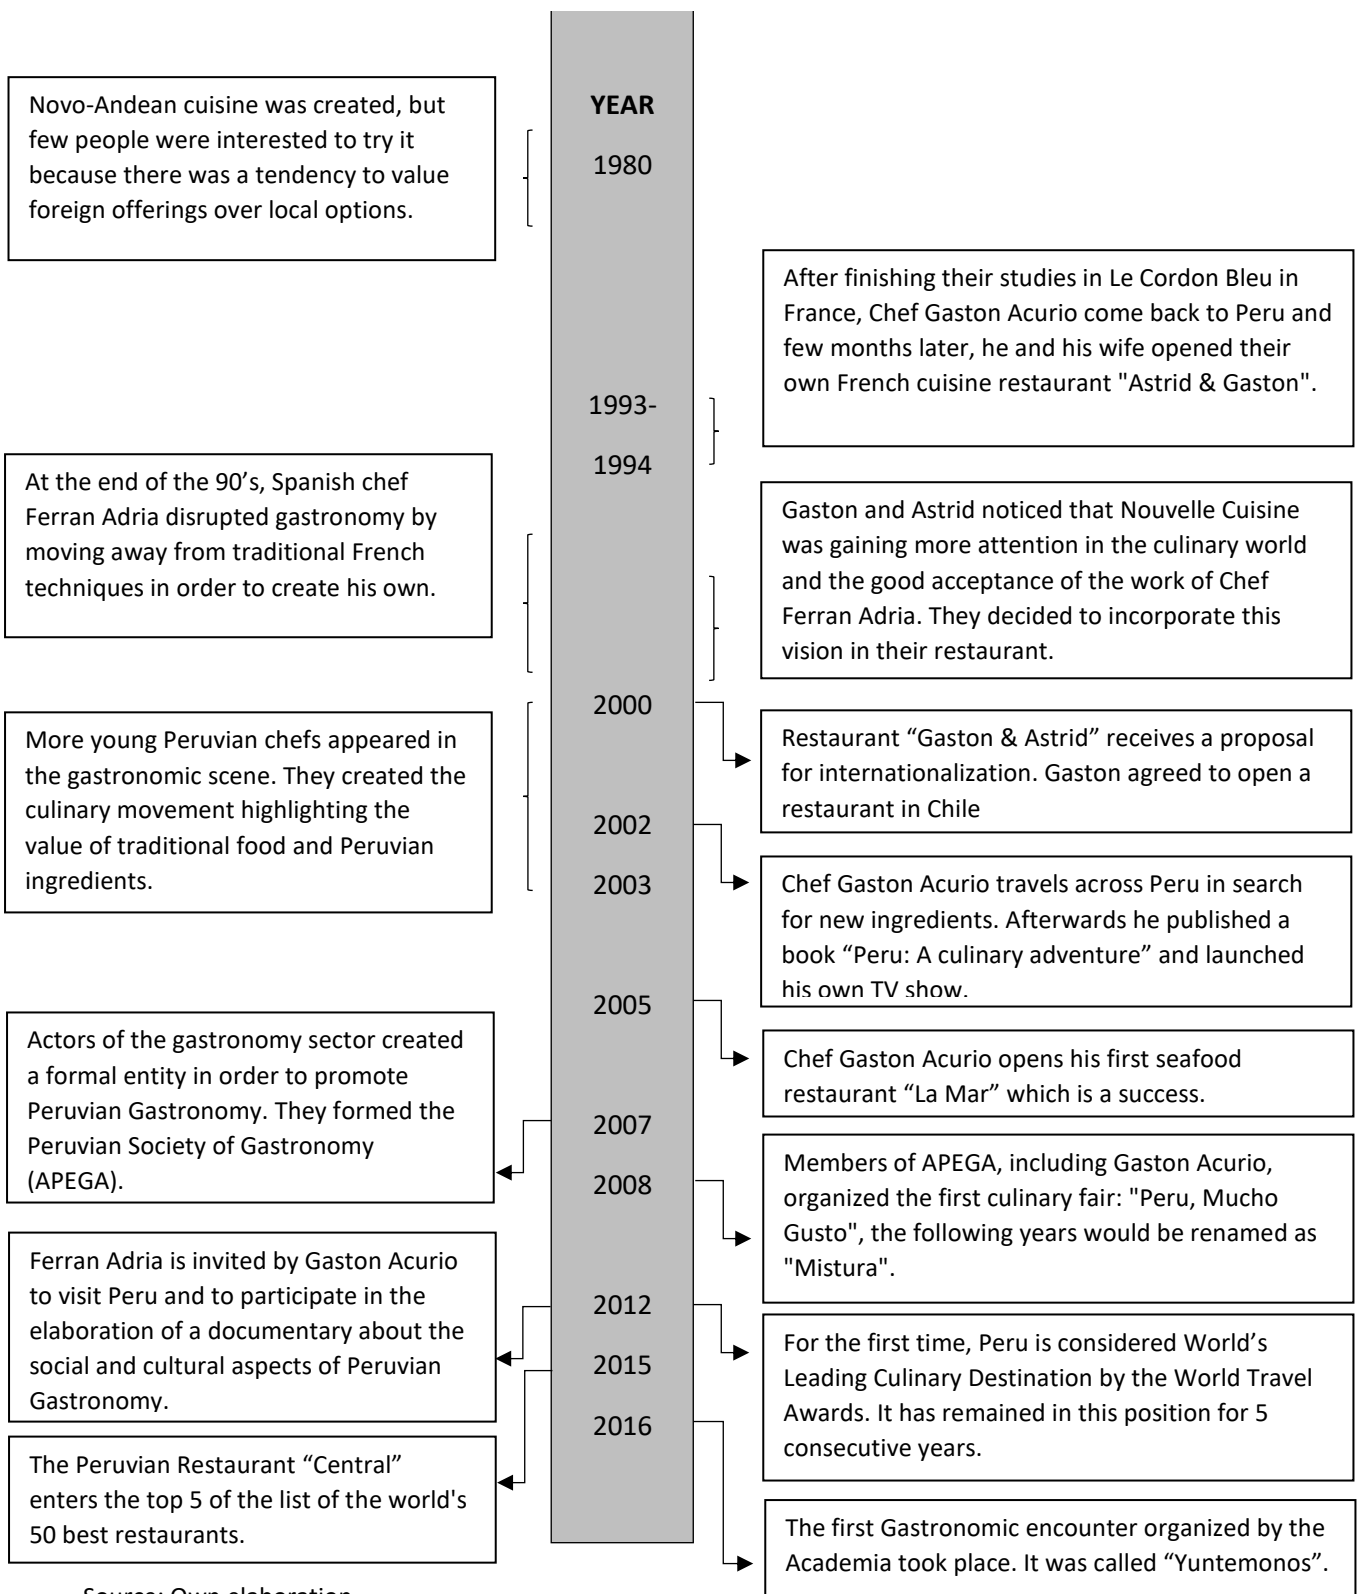 YEAR
Novo-Andean cuisine was created, but
few people were interested to try it
because there was a tendency to value
foreign offerings over local options.
1980
After finishing their studies in Le Cordon Bleu in
France, Chef Gaston Acurio come back to Peru and
few months later, he and his wife opened their
own French cuisine restaurant "Astrid & Gaston".
1993-
1994
At the end of the 90’s, Spanish chef
Ferran Adria disrupted gastronomy by
moving away from traditional French
techniques in order to create his own.
Gaston and Astrid noticed that Nouvelle Cuisine
was gaining more attention in the culinary world
and the good acceptance of the work of Chef
Ferran Adria. They decided to incorporate this
vision in their restaurant.
2000
More young Peruvian chefs appeared in
the gastronomic scene. They created the
culinary movement highlighting the
value of traditional food and Peruvian
ingredients.
Restaurant “Gaston & Astrid” receives a proposal
for internationalization. Gaston agreed to open a
restaurant in Chile
2002
2003
Chef Gaston Acurio travels across Peru in search
for new ingredients. Afterwards he published a
book “Peru: A culinary adventure” and launched
his own TV show.
2005
Chef Gaston Acurio opens his first seafood
restaurant “La Mar” which is a success.
Actors of the gastronomy sector created
a formal entity in order to promote
Peruvian Gastronomy. They formed the
Peruvian Society of Gastronomy
(APEGA).
2007
2008
Members of APEGA, including Gaston Acurio,
organized the first culinary fair: "Peru, Mucho
Gusto", the following years would be renamed as
"Mistura".
Ferran Adria is invited by Gaston Acurio
to visit Peru and to participate in the
elaboration of a documentary about the
social and cultural aspects of Peruvian
Gastronomy.
2012
For the first time, Peru is considered World’s
Leading Culinary Destination by the World Travel
Awards. It has remained in this position for 5
consecutive years.
2015
The Peruvian Restaurant “Central”
enters the top 5 of the list of the world's
50 best restaurants.
2016
The first Gastronomic encounter organized by the
Academia took place. It was called “Yuntemonos”.
Source: Own elaboration